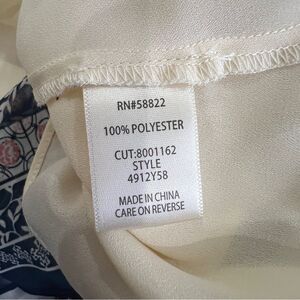 RN#58822
100% POLYESTER
CUT:8001162
STYLE
4912Y58
MADE IN CHINA
CARE ON REVERSE